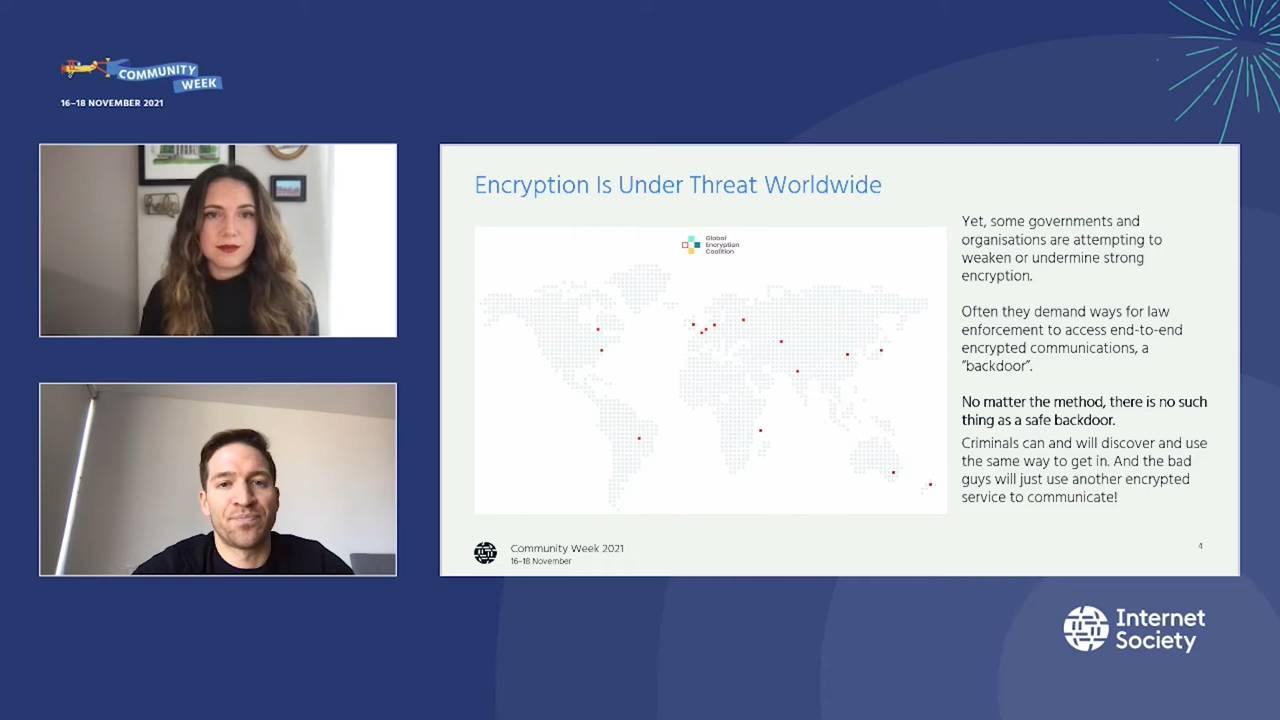 COMMUNITY
WEEK
16–18 NOVEMBER 2021
hello
Encryption Is Under Threat Worldwide
Global
Encryption
Coalition
Yet, some governments and
organisations are attempting to
weaken or undermine strong
encryption.
Often they demand ways for law
enforcement to access end-to-end
encrypted communications, a
“backdoor”.
No matter the method, there is no such
thing as a safe backdoor.
Criminals can and will discover and use
the same way to get in. And the bad
guys will just use another encrypted
service to communicate!
Community Week 2021
16–18 November
4
Internet
Society